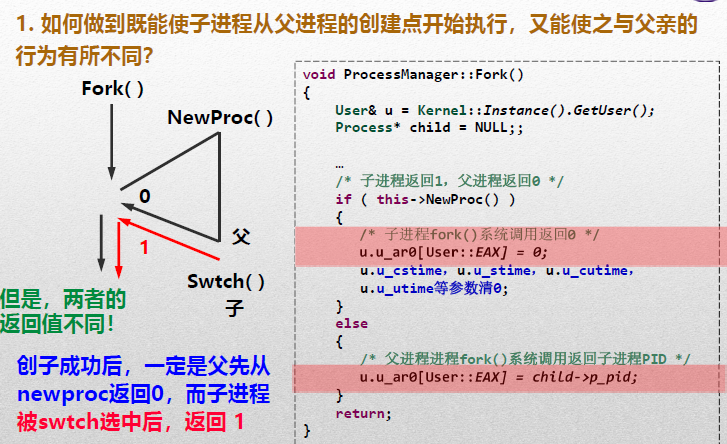 1. 如何做到既能使子进程从父进程的创建点开始执行，又能使之与父亲的
行为有所不同？
Fork( )
NewProc( )
0
1
父
Swtch( )
子
但是，两者的
返回值不同！
创子成功后，一定是父先从
newproc返回0，而子进程
被swtch选中后，返回 1
void ProcessManager::Fork()
{
User& u = Kernel::Instance().GetUser();
Process* child = NULL;;
…
/* 子进程返回1，父进程返回0 */
if ( this->NewProc() )
{
/* 子进程fork()系统调用返回0 */
u.u_ar0[User::EAX] = 0;
u.u_cstime，u.u_stime，u.u_cutime，
u.u_utime等参数清0;
}
else
{
/* 父进程进程fork()系统调用返回子进程PID */
u.u_ar0[User::EAX] = child->p_pid;
}
return;
}